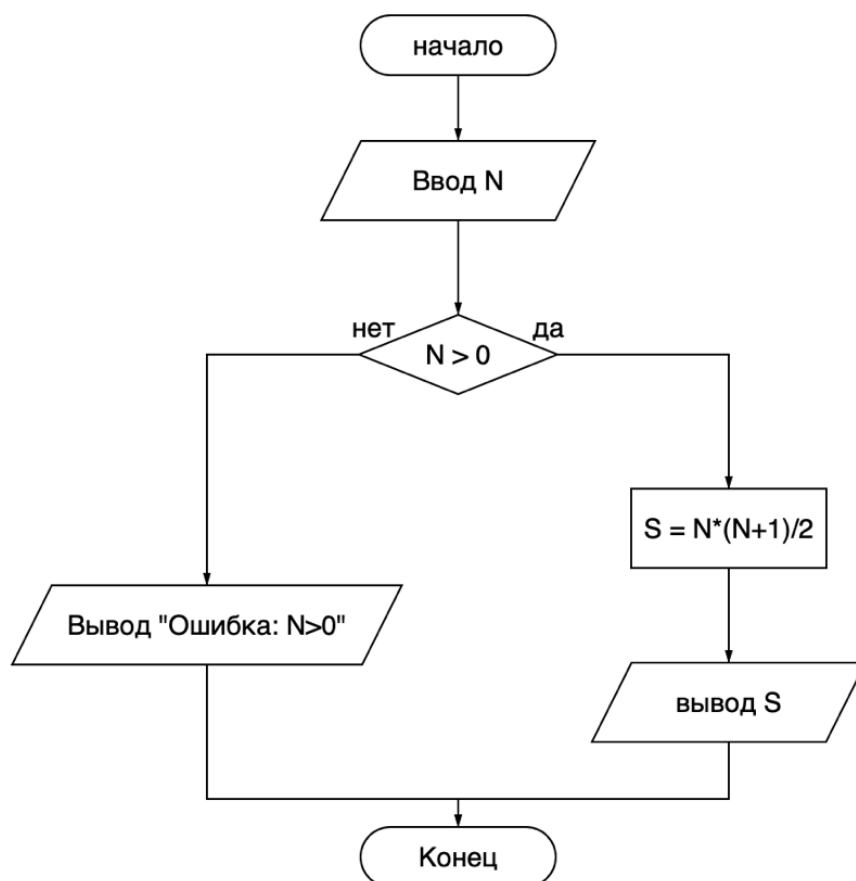 начало
Ввод N
нет
да
N > 0
S = N*(N+1)/2
Вывод "Ошибка: N>0"
вывод S
Конец